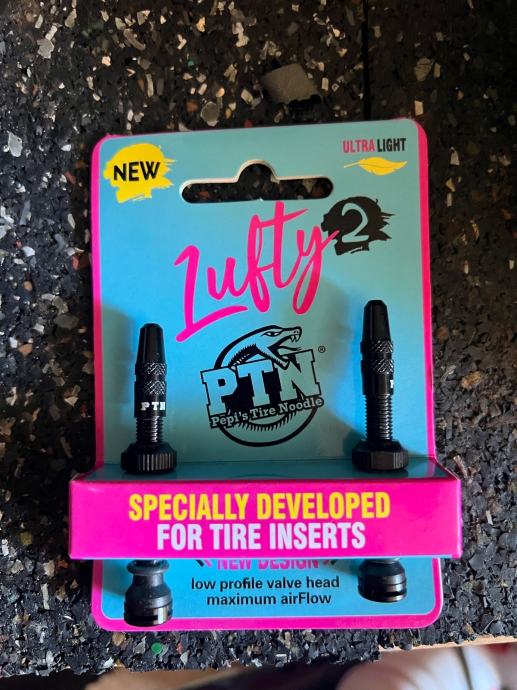 NEW
ULTRA LIGHT
Lufty 2
PTN®
Pepi's Tire Noodle
PTN
SPECIALLY DEVELOPED
FOR TIRE INSERTS
NEW DESIGN
low profile valve head
maximum airFlow